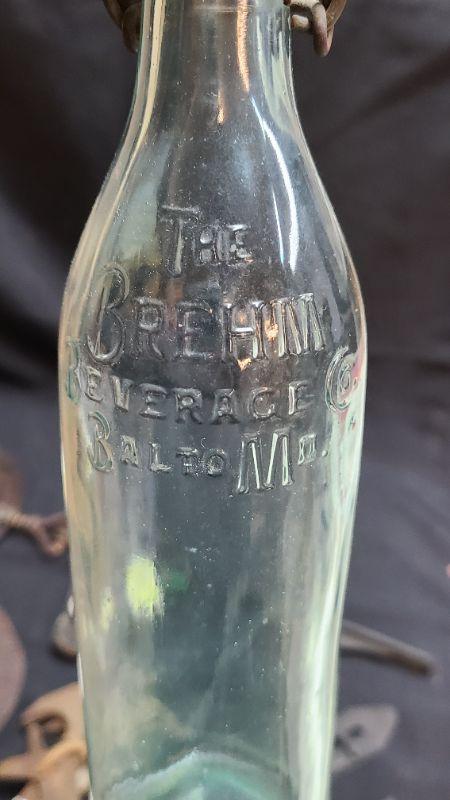 THE
BREHM
BEVERAGE CO.
BALTO MD.